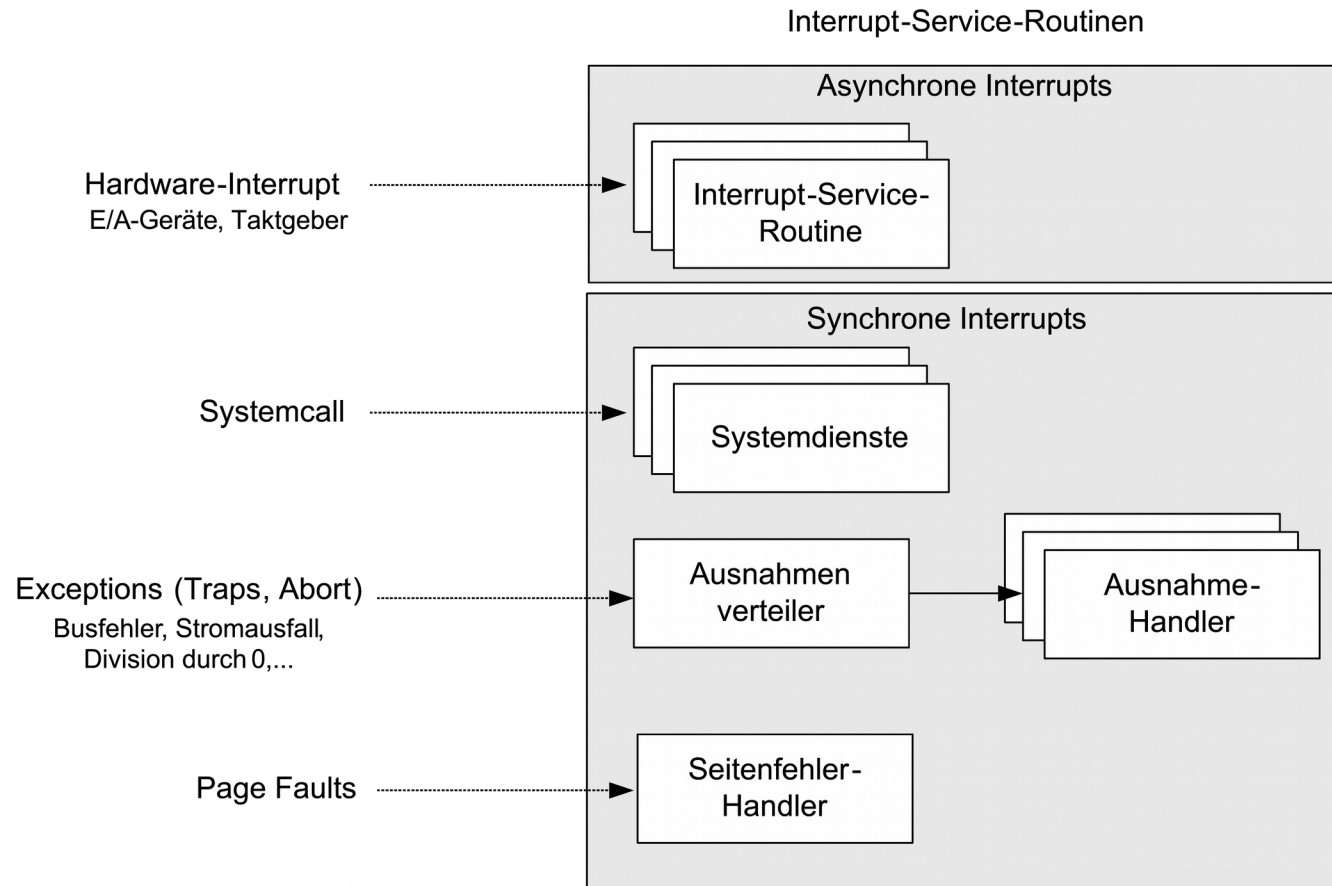 Interrupt-Service-Routinen
Asynchrone Interrupts
Hardware-Interrupt
E/A-Geräte, Taktgeber
Interrupt-Service-
Routine
Synchrone Interrupts
Systemcall
Systemdienste
Exceptions (Traps, Abort)
Busfehler, Stromausfall,
Division durch 0,...
Ausnahmen
verteiler
Ausnahme-
Handler
Page Faults
Seitenfehler-
Handler